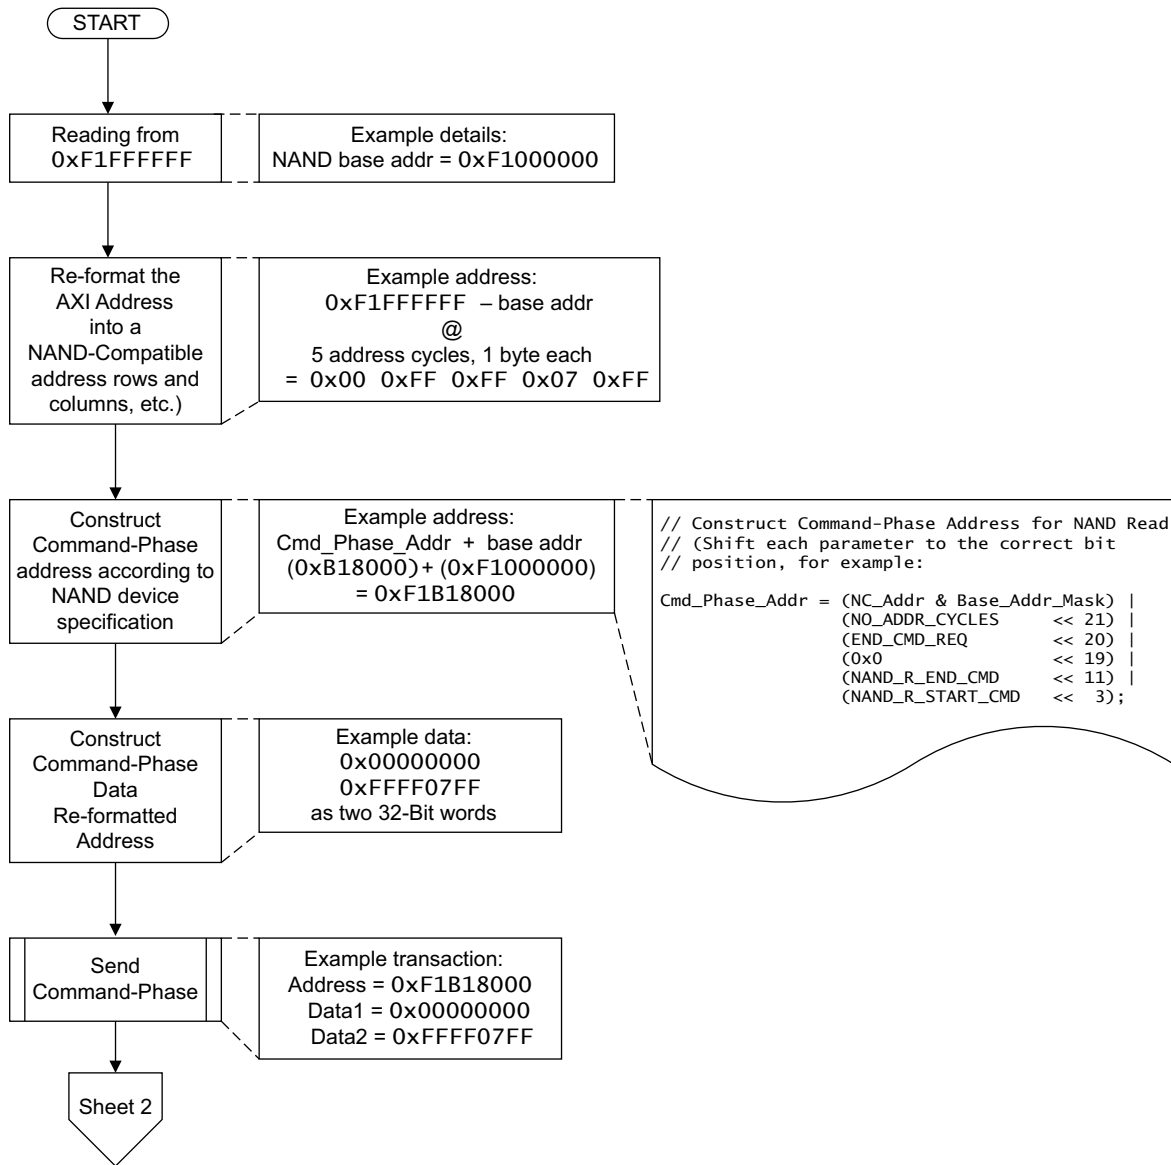 START
Reading from
0xF1FFFFFF
Example details:
NAND base addr = 0xF1000000
Re-format the
AXI Address
into a
NAND-Compatible
address rows and
columns, etc.)
Example address:
0xF1FFFFFF – base addr
@
5 address cycles, 1 byte each
= 0x00 0xFF 0xFF 0x07 0xFF
Construct
Command-Phase
address according to
NAND device
specification
Example address:
Cmd_Phase_Addr + base addr
(0xB18000)+ (0xF1000000)
= 0xF1B18000
// Construct Command-Phase Address for NAND Read
// (Shift each parameter to the correct bit
// position, for example:
Cmd_Phase_Addr = (NC_Addr & Base_Addr_Mask) |
(NO_ADDR_CYCLES << 21) |
(END_CMD_REQ << 20) |
(0x0 << 19) |
(NAND_R_END_CMD << 11) |
(NAND_R_START_CMD << 3);
Construct
Command-Phase
Data
Re-formatted
Address
Example data:
0x00000000
0xFFFF07FF
as two 32-Bit words
Send
Command-Phase
Example transaction:
Address = 0xF1B18000
Data1 = 0x00000000
Data2 = 0xFFFF07FF
Sheet 2